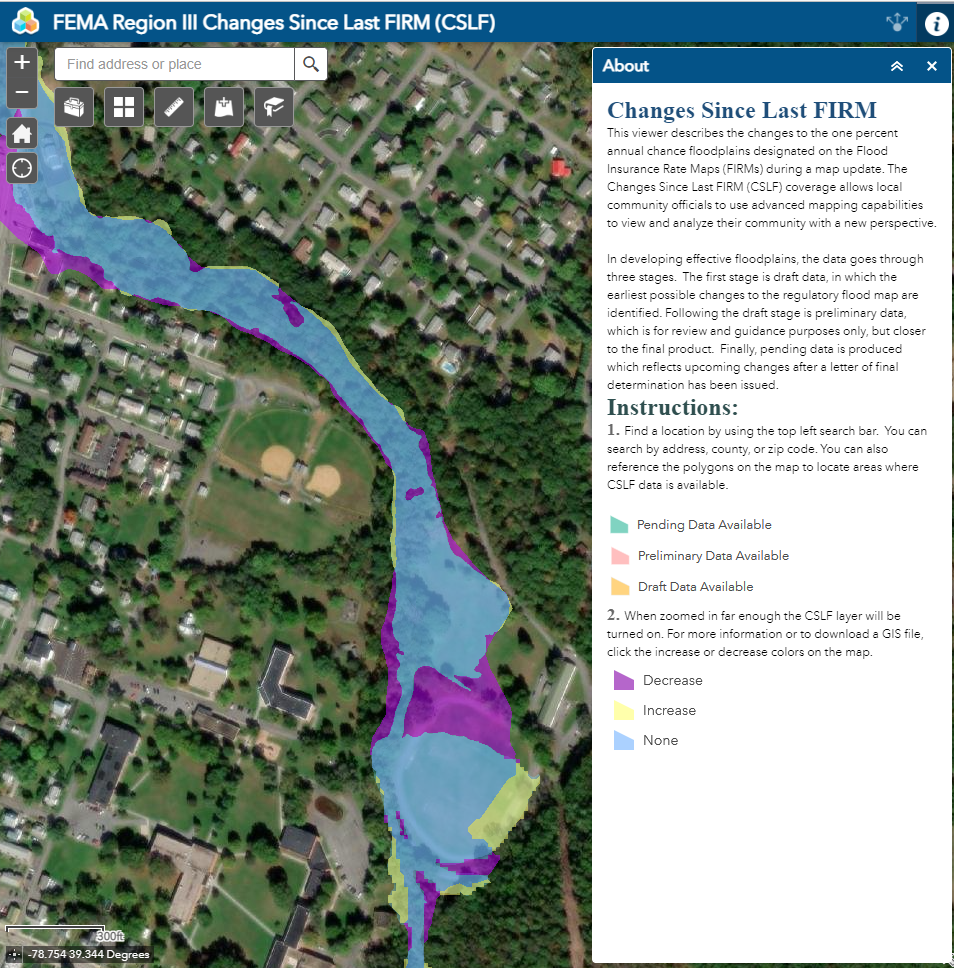 FEMA Region III Changes Since Last FIRM (CSLF)
Find address or place
About
Changes Since Last FIRM
This viewer describes the changes to the one percent
annual chance floodplains designated on the Flood
Insurance Rate Maps (FIRMs) during a map update. The
Changes Since Last FIRM (CSLF) coverage allows local
community officials to use advanced mapping capabilities
to view and analyze their community with a new perspective.
In developing effective floodplains, the data goes through
three stages. The first stage is draft data, in which the
earliest possible changes to the regulatory flood map are
identified. Following the draft stage is preliminary data,
which is for review and guidance purposes only, but closer
to the final product. Finally, pending data is produced
which reflects upcoming changes after a letter of final
determination has been issued.
Instructions:
1. Find a location by using the top left search bar. You can
search by address, county, or zip code. You can also
reference the polygons on the map to locate areas where
CSLF data is available.
Pending Data Available
Preliminary Data Available
Draft Data Available
2. When zoomed in far enough the CSLF layer will be
turned on. For more information or to download a GIS file,
click the increase or decrease colors on the map.
Decrease
Increase
None
300ft
-78.754 39.344 Degrees